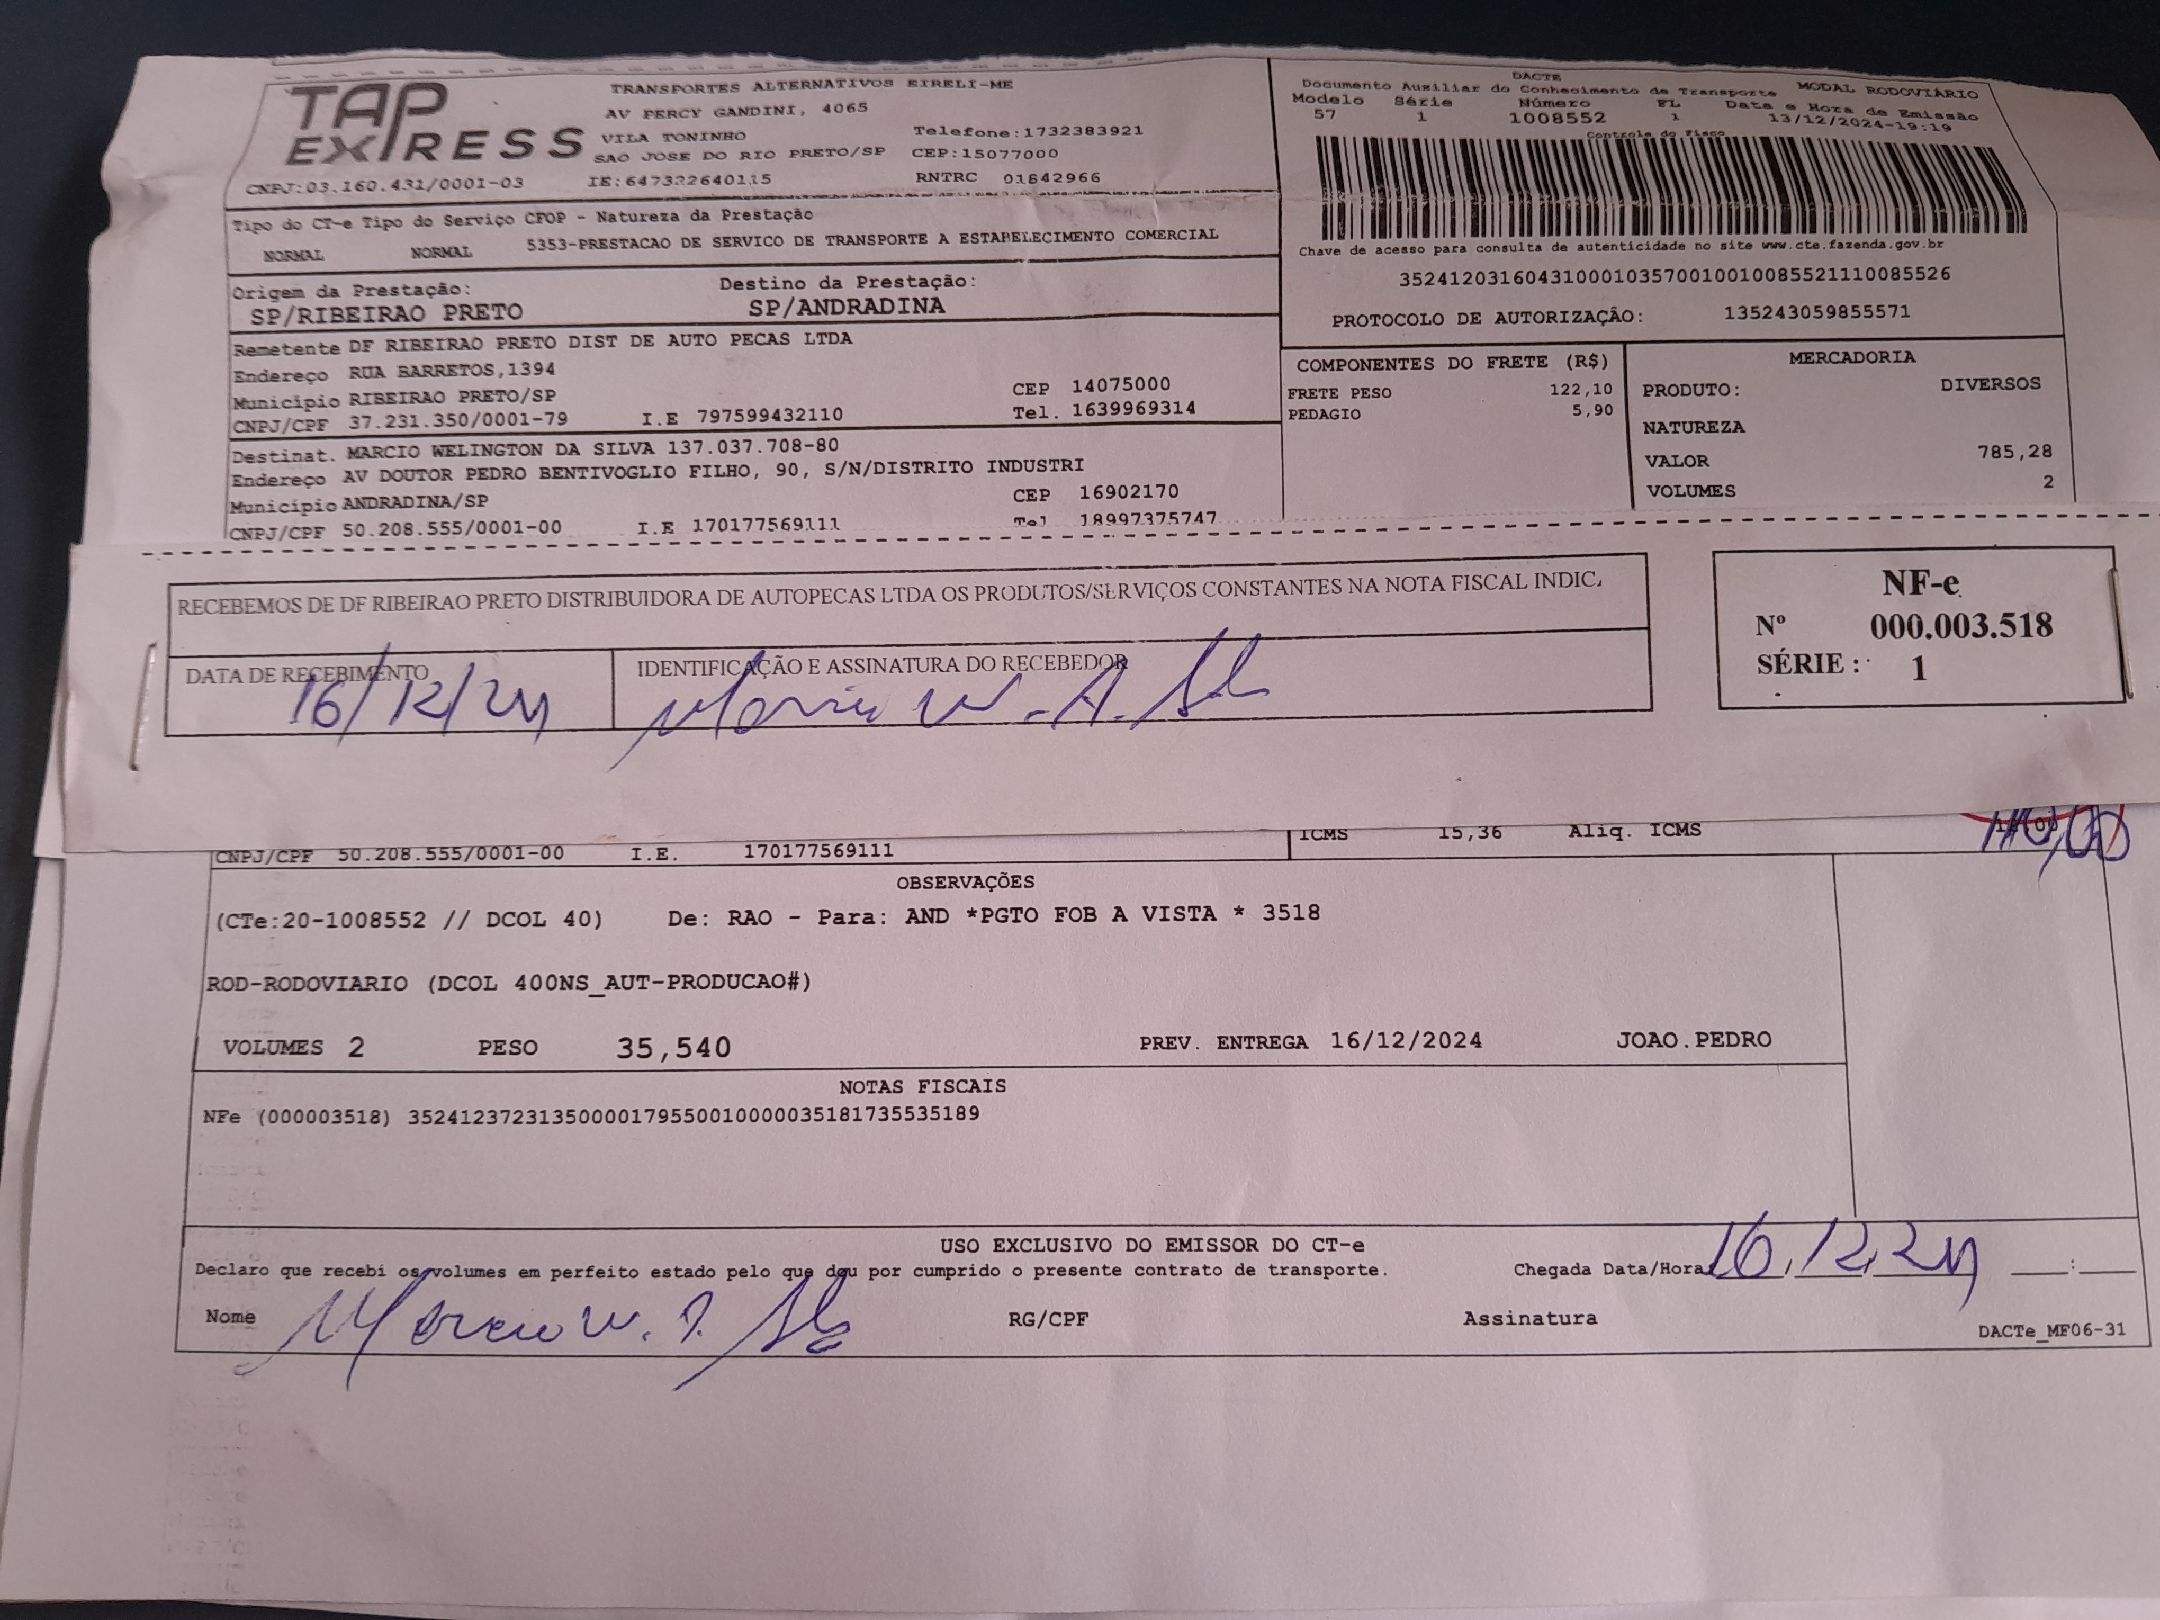 TAP EXPRESS
TRANSPORTES ALTERNATIVOS EIRELI-ME
AV PERCY GANDINI, 4065
VILA TONINHO Telefone:1732383921
SAO JOSE DO RIO PRETO/SP CEP:15077000
CNPJ:03.160.431/0001-03 IE:647322640115 RNTRC 01842966
DACTE
Documento Auxiliar do Conhecimento de Transporte MODAL RODOVIÁRIO
Modelo Série Número FL Data e Hora de Emissão
57 1 1008552 1 13/12/2024-19:19
Controle do Fisco
Chave de acesso para consulta de autenticidade no site www.cte.fazenda.gov.br
35241203160431000103570010010085521110085526
PROTOCOLO DE AUTORIZAÇÃO: 135243059855571
Tipo do CT-e Tipo do Serviço CFOP - Natureza da Prestação
NORMAL NORMAL 5353-PRESTACAO DE SERVICO DE TRANSPORTE A ESTABELECIMENTO COMERCIAL
Origem da Prestação: Destino da Prestação:
SP/RIBEIRAO PRETO SP/ANDRADINA
Remetente DF RIBEIRAO PRETO DIST DE AUTO PECAS LTDA
Endereço RUA BARRETOS,1394
Município RIBEIRAO PRETO/SP CEP 14075000
CNPJ/CPF 37.231.350/0001-79 I.E 797599432110 Tel. 1639969314
Destinat. MARCIO WELINGTON DA SILVA 137.037.708-80
Endereço AV DOUTOR PEDRO BENTIVOGLIO FILHO, 90, S/N/DISTRITO INDUSTRI
Município ANDRADINA/SP CEP 16902170
CNPJ/CPF 50.208.555/0001-00 I.E 170177569111 Tel 18997375747
COMPONENTES DO FRETE (R$)
FRETE PESO 122,10
PEDAGIO 5,90
MERCADORIA
PRODUTO: DIVERSOS
NATUREZA
VALOR 785,28
VOLUMES 2
RECEBEMOS DE DF RIBEIRAO PRETO DISTRIBUIDORA DE AUTOPECAS LTDA OS PRODUTOS/SERVIÇOS CONSTANTES NA NOTA FISCAL INDIC
DATA DE RECEBIMENTO IDENTIFICAÇÃO E ASSINATURA DO RECEBEDOR
16/12/24
NF-e
Nº 000.003.518
SÉRIE : 1
CNPJ/CPF 50.208.555/0001-00 I.E. 170177569111 ICMS 15,36 Aliq. ICMS
OBSERVAÇÕES
(CTe:20-1008552 // DCOL 40) De: RAO - Para: AND *PGTO FOB A VISTA * 3518
ROD-RODOVIARIO (DCOL 400NS_AUT-PRODUCAO#)
VOLUMES 2 PESO 35,540 PREV. ENTREGA 16/12/2024 JOAO.PEDRO
NOTAS FISCAIS
NFe (000003518) 35241237231350000179550010000035181735535189
USO EXCLUSIVO DO EMISSOR DO CT-e
Declaro que recebi os volumes em perfeito estado pelo que dou por cumprido o presente contrato de transporte. Chegada Data/Hora 16,12,24 :
Nome RG/CPF Assinatura
DACTe_MF06-31